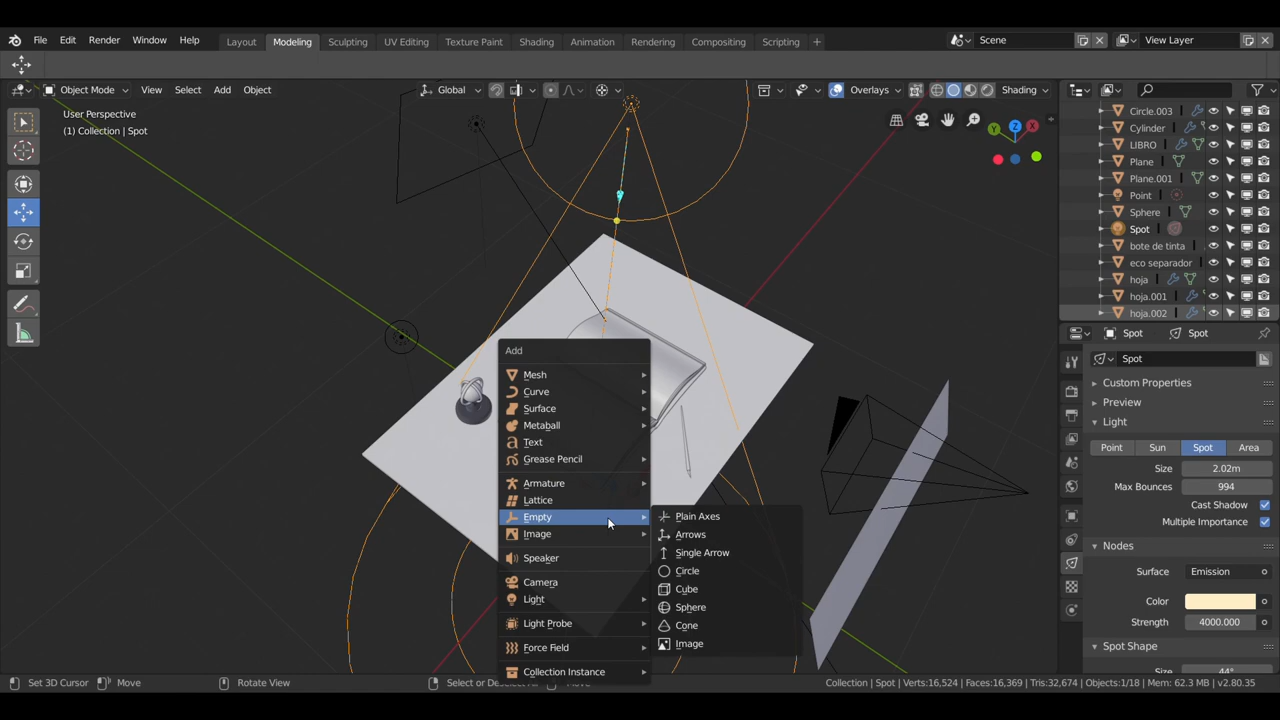 File Edit Render Window Help
Layout Modeling Sculpting UV Editing Texture Paint Shading Animation Rendering Compositing Scripting +
Scene
View Layer
Object Mode View Select Add Object
Global
Overlays
Shading
User Perspective
(1) Collection | Spot
Z
Y
X
Circle.003
Cylinder
LIBRO
Plane
Plane.001
Point
Sphere
Spot
bote de tinta
eco separador
hoja
hoja.001
hoja.002
Spot
Spot
Spot
Custom Properties
Preview
Light
Point Sun Spot Area
Size 2.02m
Max Bounces 994
Cast Shadow
Multiple Importance
Nodes
Surface Emission
Color
Strength 4000.000
Spot Shape
Size 44°
Add
Mesh
Curve
Surface
Metaball
Text
Grease Pencil
Armature
Lattice
Empty
Image
Speaker
Camera
Light
Light Probe
Force Field
Collection Instance
Plain Axes
Arrows
Single Arrow
Circle
Cube
Sphere
Cone
Image
Set 3D Cursor
Move
Rotate View
Select or Deselect All
Move
Collection | Spot | Verts:16,524 | Faces:16,369 | Tris:32,674 | Objects:1/18 | Mem: 62.3 MB | v2.80.35